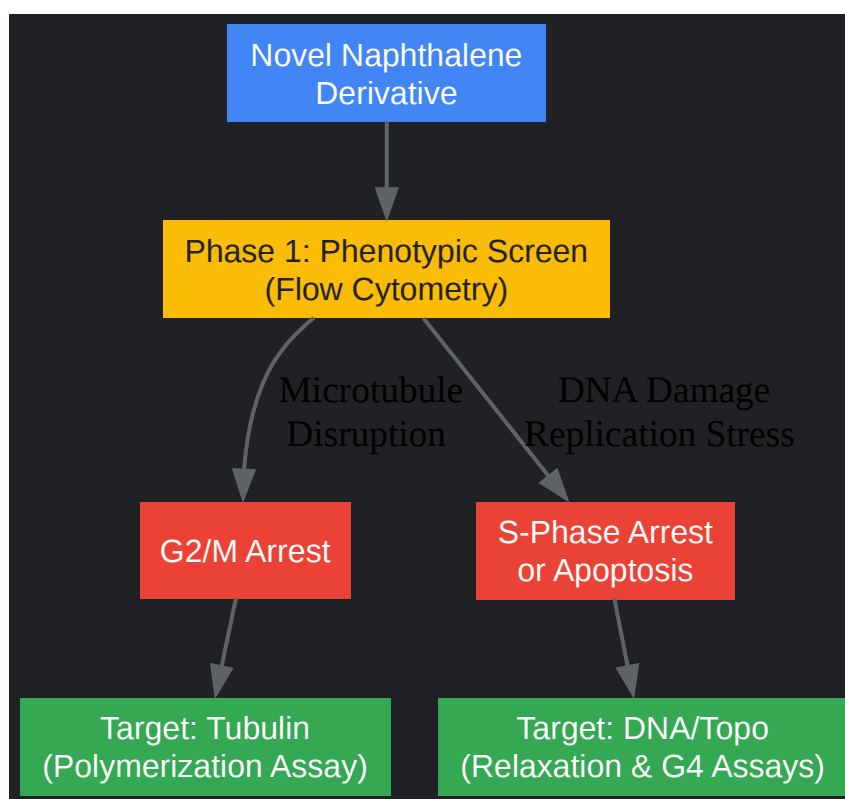 Novel Naphthalene
Derivative
Phase 1: Phenotypic Screen
(Flow Cytometry)
Microtubule
Disruption
DNA Damage
Replication Stress
G2/M Arrest
S-Phase Arrest
or Apoptosis
Target: Tubulin
(Polymerization Assay)
Target: DNA/Topo
(Relaxation & G4 Assays)